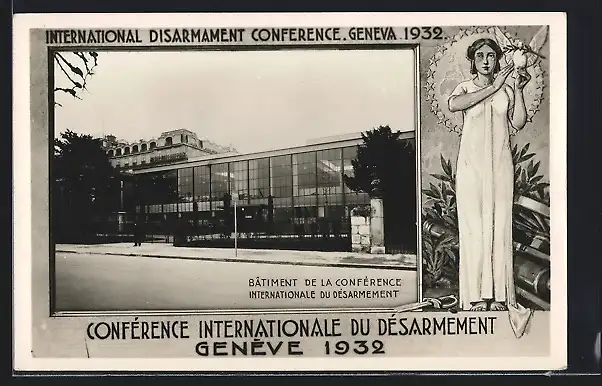 INTERNATIONAL DISARMAMENT CONFERENCE. GENEVA 1932.
BÂTIMENT DE LA CONFÉRENCE
INTERNATIONALE DU DÉSARMEMENT
CONFÉRENCE INTERNATIONALE DU DÉSARMEMENT
GENÈVE 1932